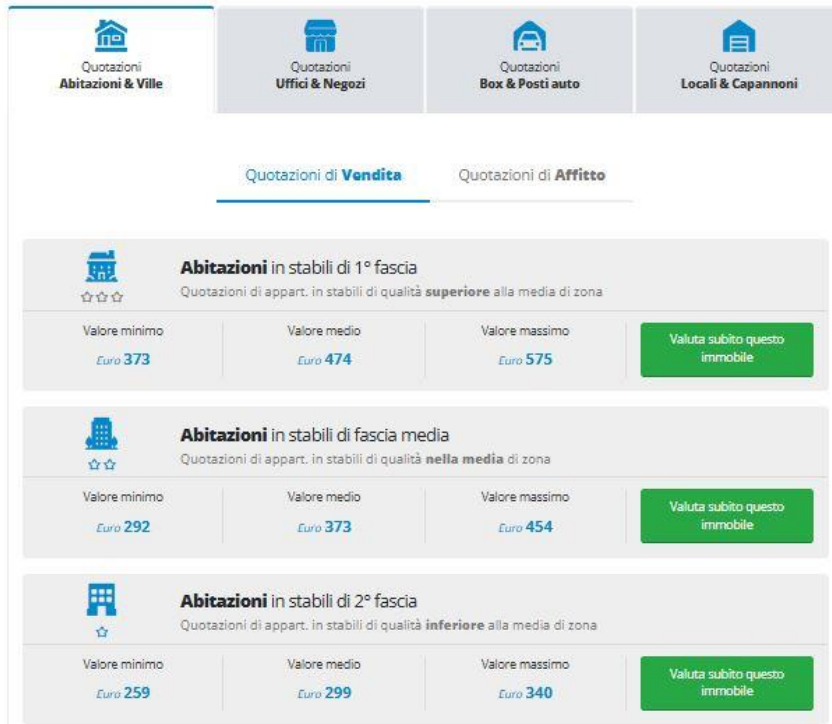 Quotazioni
Abitazioni & Ville
Quotazioni
Uffici & Negozi
Quotazioni
Box & Posti auto
Quotazioni
Locali & Capannoni
Quotazioni di Vendita
Quotazioni di Affitto
Abitazioni in stabili di 1° fascia
Quotazioni di appart. in stabili di qualità superiore alla media di zona
Valore minimo
Euro 373
Valore medio
Euro 474
Valore massimo
Euro 575
Valuta subito questo
immobile
Abitazioni in stabili di fascia media
Quotazioni di appart. in stabili di qualità nella media di zona
Valore minimo
Euro 292
Valore medio
Euro 373
Valore massimo
Euro 454
Valuta subito questo
immobile
Abitazioni in stabili di 2° fascia
Quotazioni di appart. in stabili di qualità inferiore alla media di zona
Valore minimo
Euro 259
Valore medio
Euro 299
Valore massimo
Euro 340
Valuta subito questo
immobile